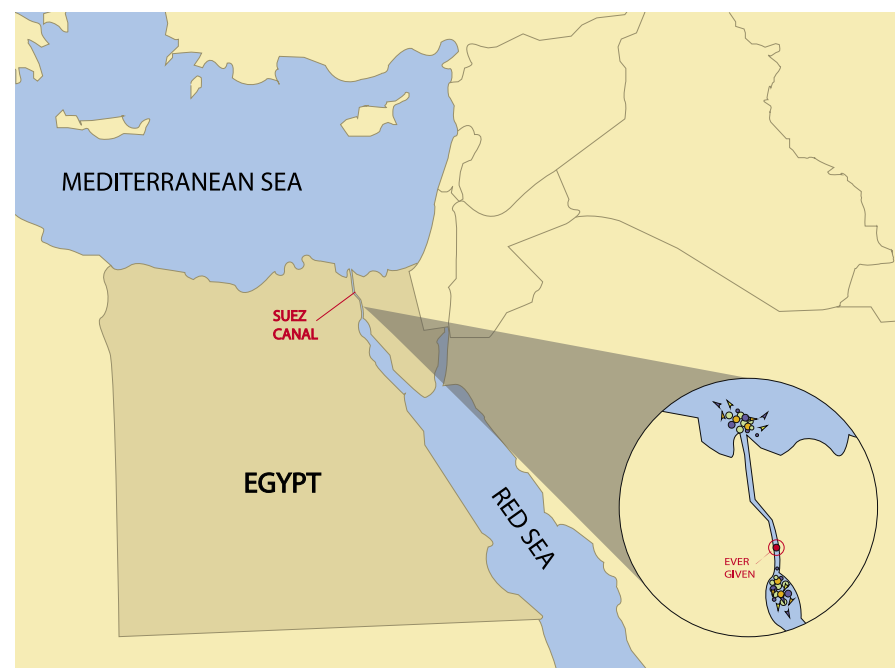 MEDITERRANEAN SEA
SUEZ
CANAL
EGYPT
RED SEA
EVER
GIVEN